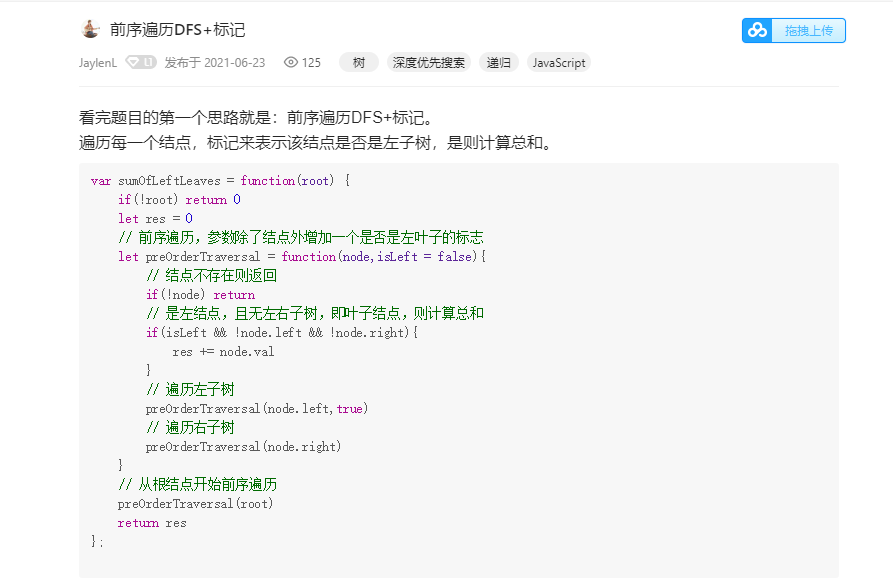 前序遍历DFS+标记
拖拽上传
JaylenL L1 发布于 2021-06-23 125 树 深度优先搜索 递归 JavaScript
看完题目的第一个思路就是：前序遍历DFS+标记。
遍历每一个结点，标记来表示该结点是否是左子树，是则计算总和。
var sumOfLeftLeaves = function(root) {
    if(!root) return 0
    let res = 0
    // 前序遍历，参数除了结点外增加一个是否是左叶子的标志
    let preOrderTraversal = function(node,isLeft = false){
        // 结点不存在则返回
        if(!node) return
        // 是左结点，且无左右子树，即叶子结点，则计算总和
        if(isLeft && !node.left && !node.right){
            res += node.val
        }
        // 遍历左子树
        preOrderTraversal(node.left,true)
        // 遍历右子树
        preOrderTraversal(node.right)
    }
    // 从根结点开始前序遍历
    preOrderTraversal(root)
    return res
};